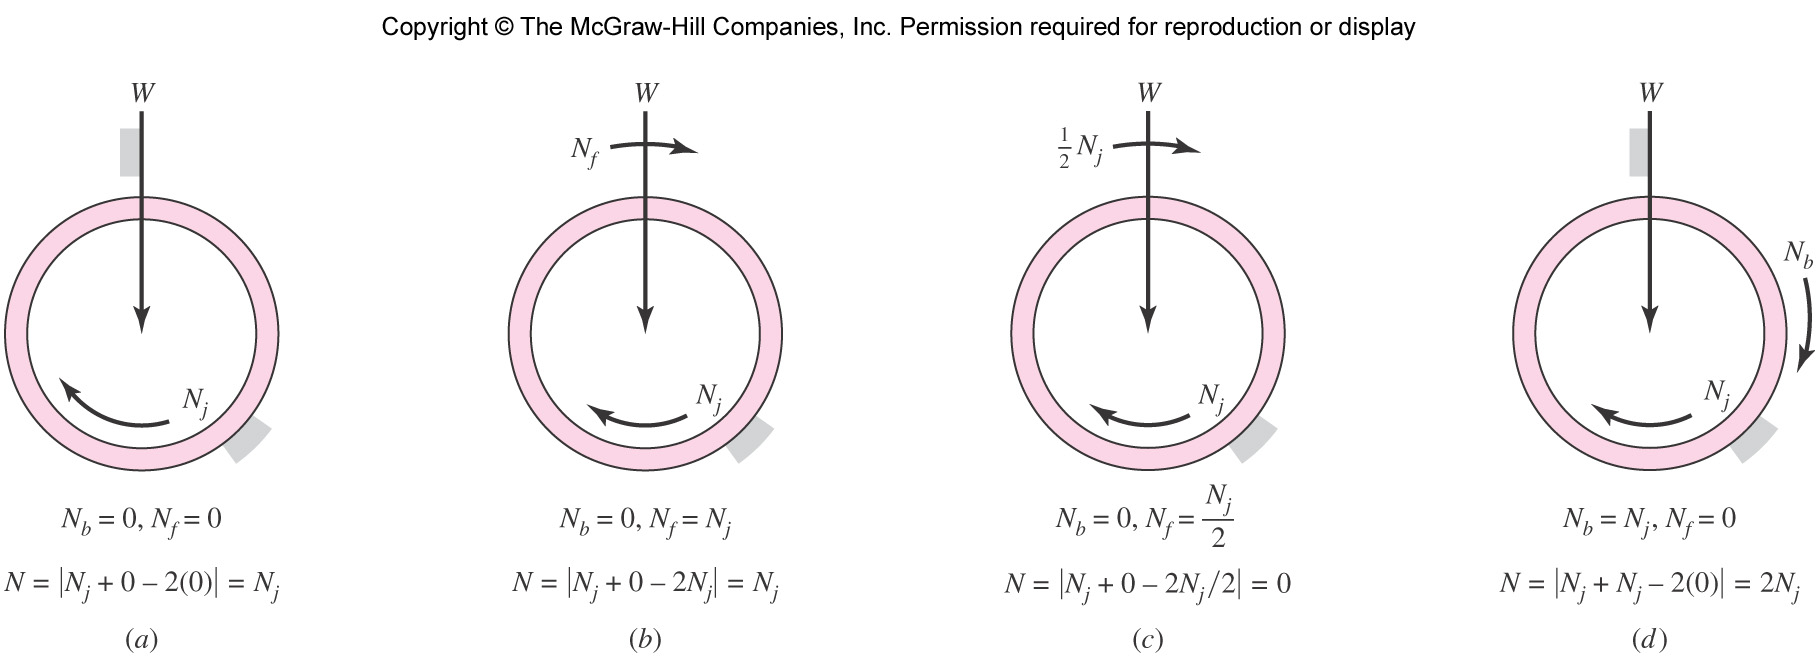 Copyright © The McGraw-Hill Companies, Inc. Permission required for reproduction or display
W
N_j
N_b = 0, N_f = 0
N = |N_j + 0 – 2(0)| = N_j
(a)
W
N_f
N_j
N_b = 0, N_f = N_j
N = |N_j + 0 – 2N_j| = N_j
(b)
W
1/2 N_j
N_j
N_b = 0, N_f = N_j/2
N = |N_j + 0 – 2N_j/2| = 0
(c)
W
N_b
N_j
N_b = N_j, N_f = 0
N = |N_j + N_j – 2(0)| = 2N_j
(d)